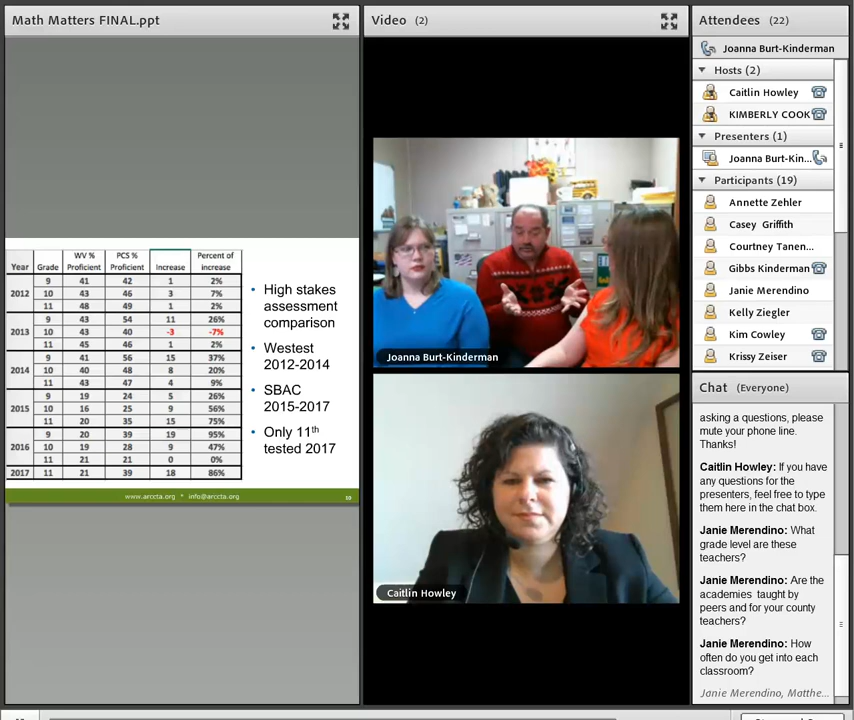 Math Matters FINAL.ppt
Year Grade WV % Proficient PCS % Proficient Increase Percent of increase
2012 9 41 42 1 2%
10 43 46 3 7%
11 48 49 1 2%
2013 9 43 54 11 26%
10 43 40 -3 -7%
11 45 46 1 2%
2014 9 41 56 15 37%
10 40 48 8 20%
11 43 47 4 9%
2015 9 19 24 5 26%
10 16 25 9 56%
11 20 35 15 75%
2016 9 20 39 19 95%
10 19 28 9 47%
11 21 21 0 0%
2017 11 21 39 18 86%
• High stakes
assessment
comparison
• Westest
2012-2014
• SBAC
2015-2017
• Only 11th
tested 2017
www.arccta.org * info@arccta.org
Video (2)
Joanna Burt-Kinderman
Caitlin Howley
Attendees (22)
Joanna Burt-Kinderman
Hosts (2)
Caitlin Howley
KIMBERLY COOK
Presenters (1)
Joanna Burt-Kin...
Participants (19)
Annette Zehler
Casey Griffith
Courtney Tanen...
Gibbs Kinderman
Janie Merendino
Kelly Ziegler
Kim Cowley
Krissy Zeiser
Chat (Everyone)
asking a questions, please
mute your phone line.
Thanks!
Caitlin Howley: If you have
any questions for the
presenters, feel free to type
them here in the chat box.
Janie Merendino: What
grade level are these
teachers?
Janie Merendino: Are the
academies taught by
peers and for your county
teachers?
Janie Merendino: How
often do you get into each
classroom?
Janie Merendino, Matthe...